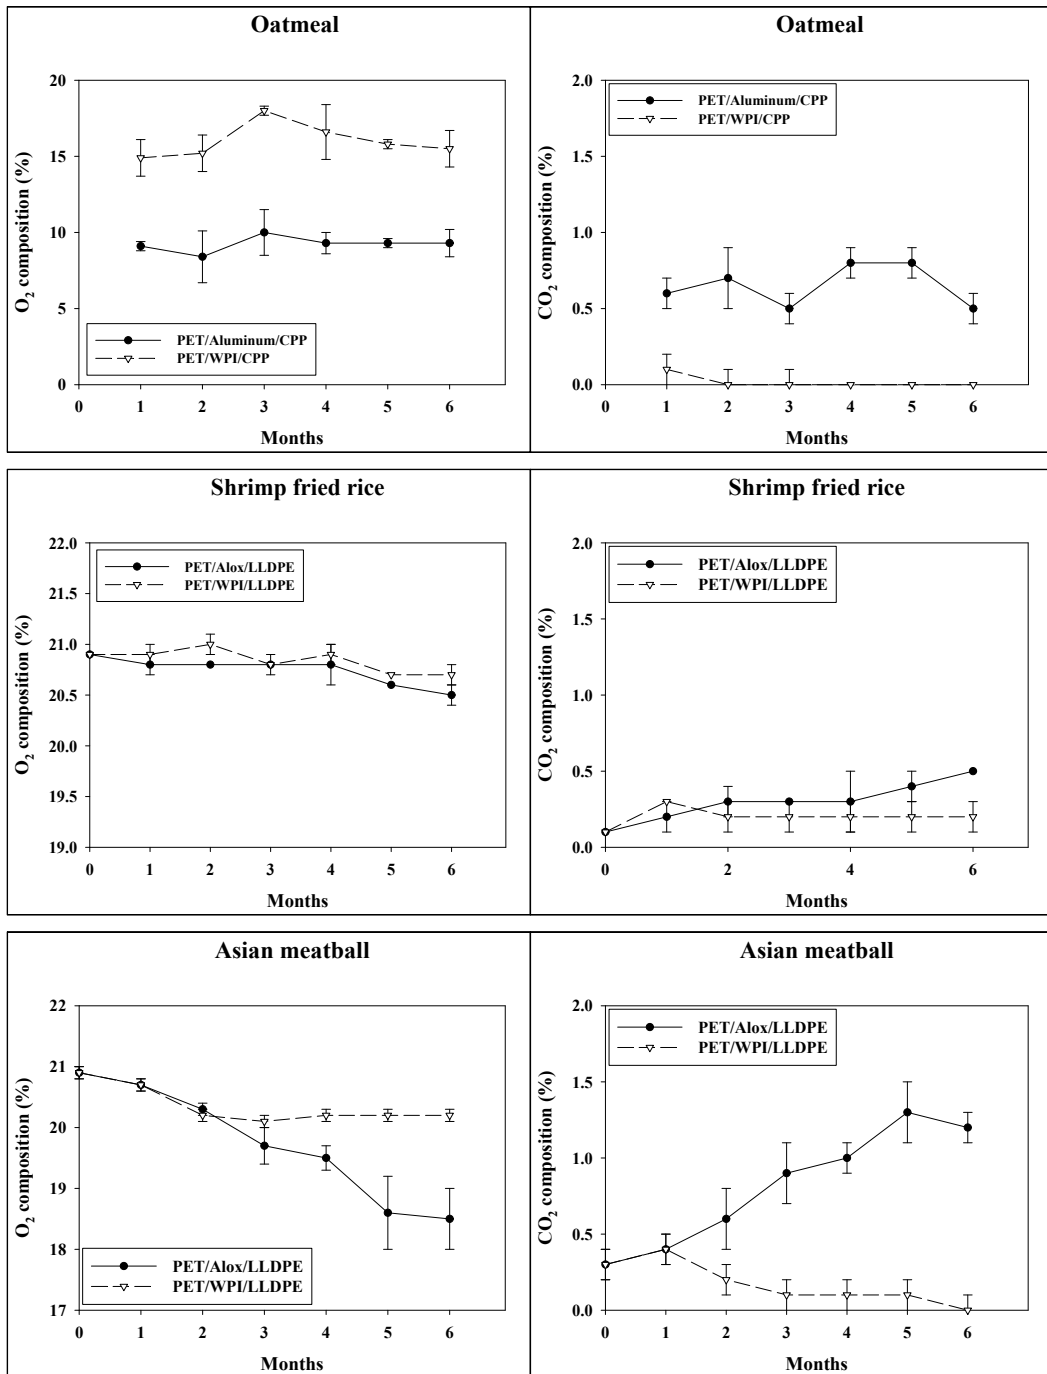 Oatmeal
O2 composition (%)
20
15
10
5
0
PET/Aluminum/CPP
PET/WPI/CPP
0 1 2 3 4 5 6
Months
Oatmeal
CO2 composition (%)
2.0
1.5
1.0
0.5
0.0
PET/Aluminum/CPP
PET/WPI/CPP
0 1 2 3 4 5 6
Months
Shrimp fried rice
O2 composition (%)
22.0
21.5
21.0
20.5
20.0
19.5
19.0
PET/Alox/LLDPE
PET/WPI/LLDPE
0 1 2 3 4 5 6
Months
Shrimp fried rice
CO2 composition (%)
2.0
1.5
1.0
0.5
0.0
PET/Alox/LLDPE
PET/WPI/LLDPE
0 2 4 6
Months
Asian meatball
O2 composition (%)
22
21
20
19
18
17
PET/Alox/LLDPE
PET/WPI/LLDPE
0 1 2 3 4 5 6
Months
Asian meatball
CO2 composition (%)
2.0
1.5
1.0
0.5
0.0
PET/Alox/LLDPE
PET/WPI/LLDPE
0 1 2 3 4 5 6
Months